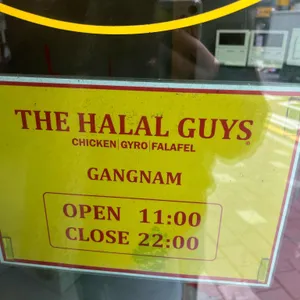 THE HALAL GUYS
CHICKEN|GYRO|FALAFEL
GANGNAM
OPEN 11:00
CLOSE 22:00